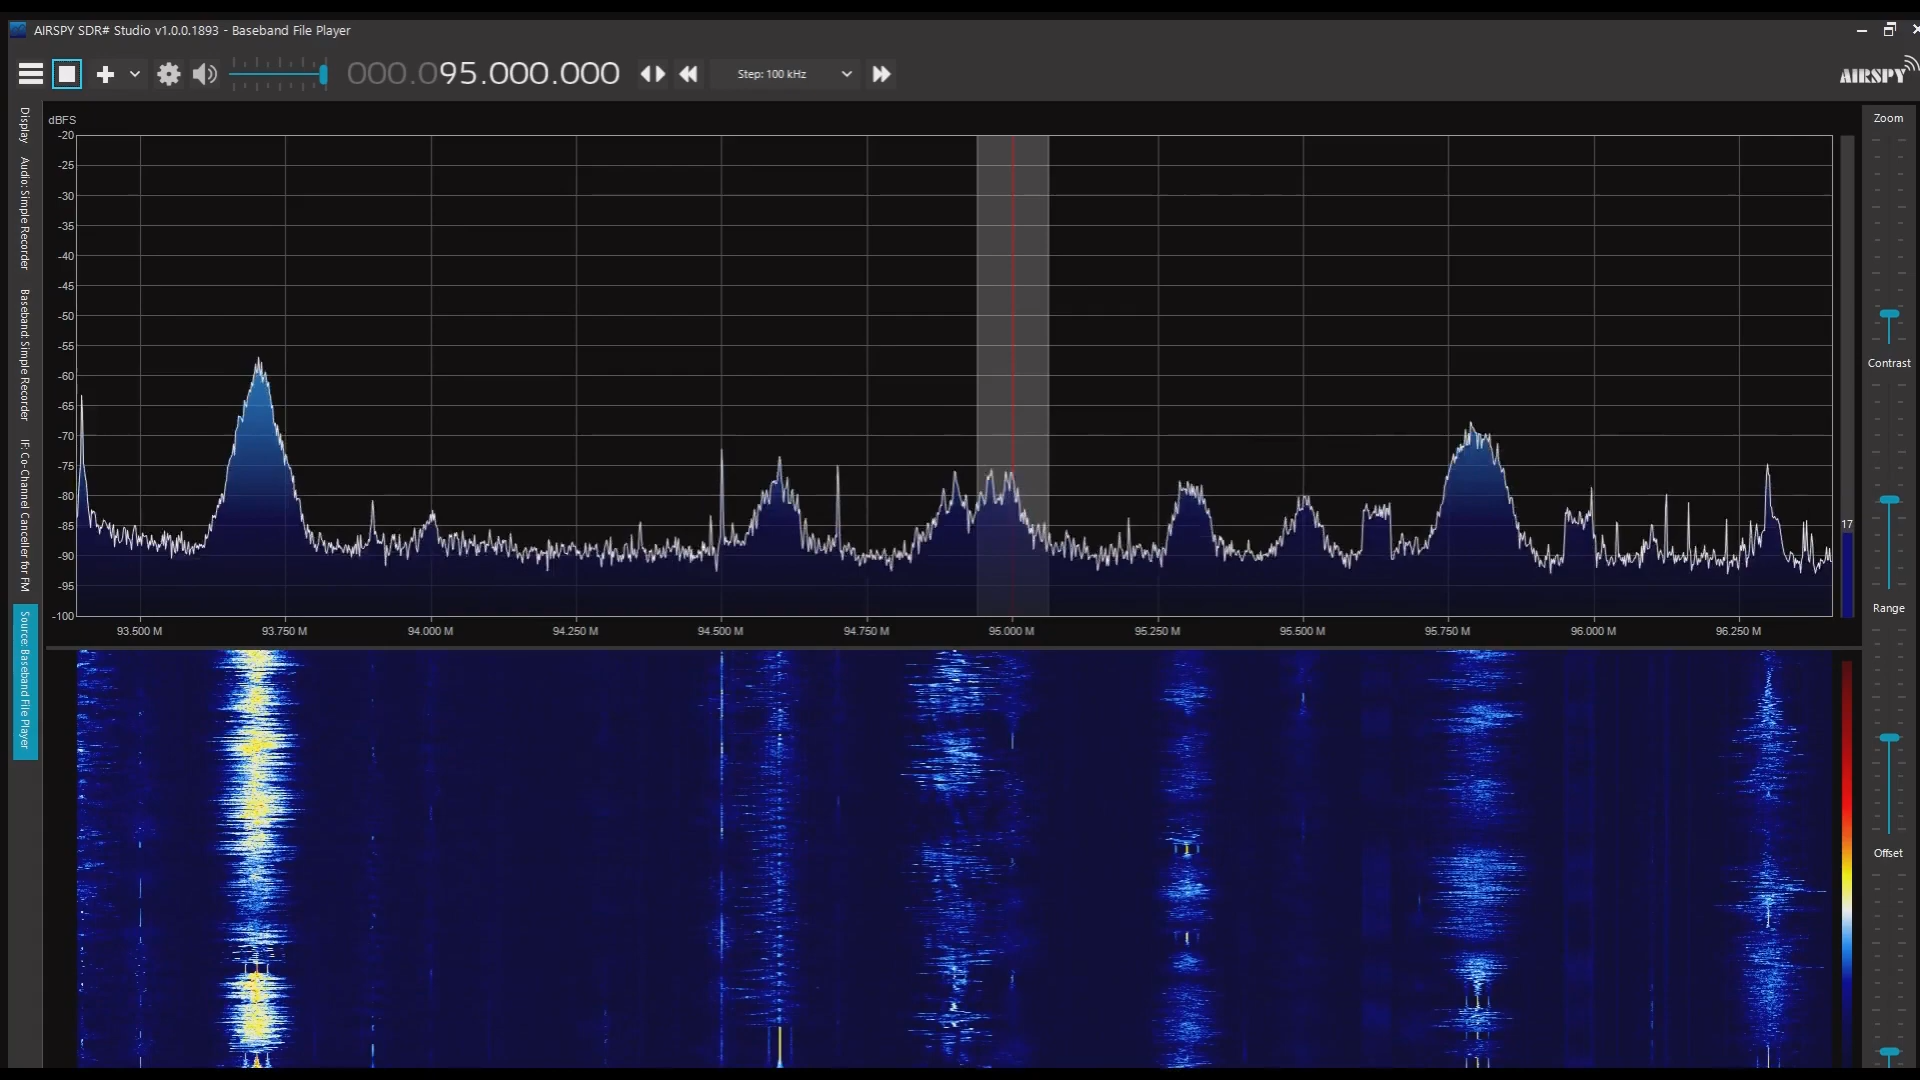 AIRSPY SDR# Studio v1.0.0.1893 - Baseband File Player
000.095.000.000
Step: 100 kHz
AIRSPY
Display
Audio: Simple Recorder
Baseband: Simple Recorder
IF: Co-Channel Canceller for FM
Source: Baseband File Player
dBFS
-20
-25
-30
-35
-40
-45
-50
-55
-60
-65
-70
-75
-80
-85
-90
-95
-100
93.500 M
93.750 M
94.000 M
94.250 M
94.500 M
94.750 M
95.000 M
95.250 M
95.500 M
95.750 M
96.000 M
96.250 M
17
Zoom
Contrast
Range
Offset